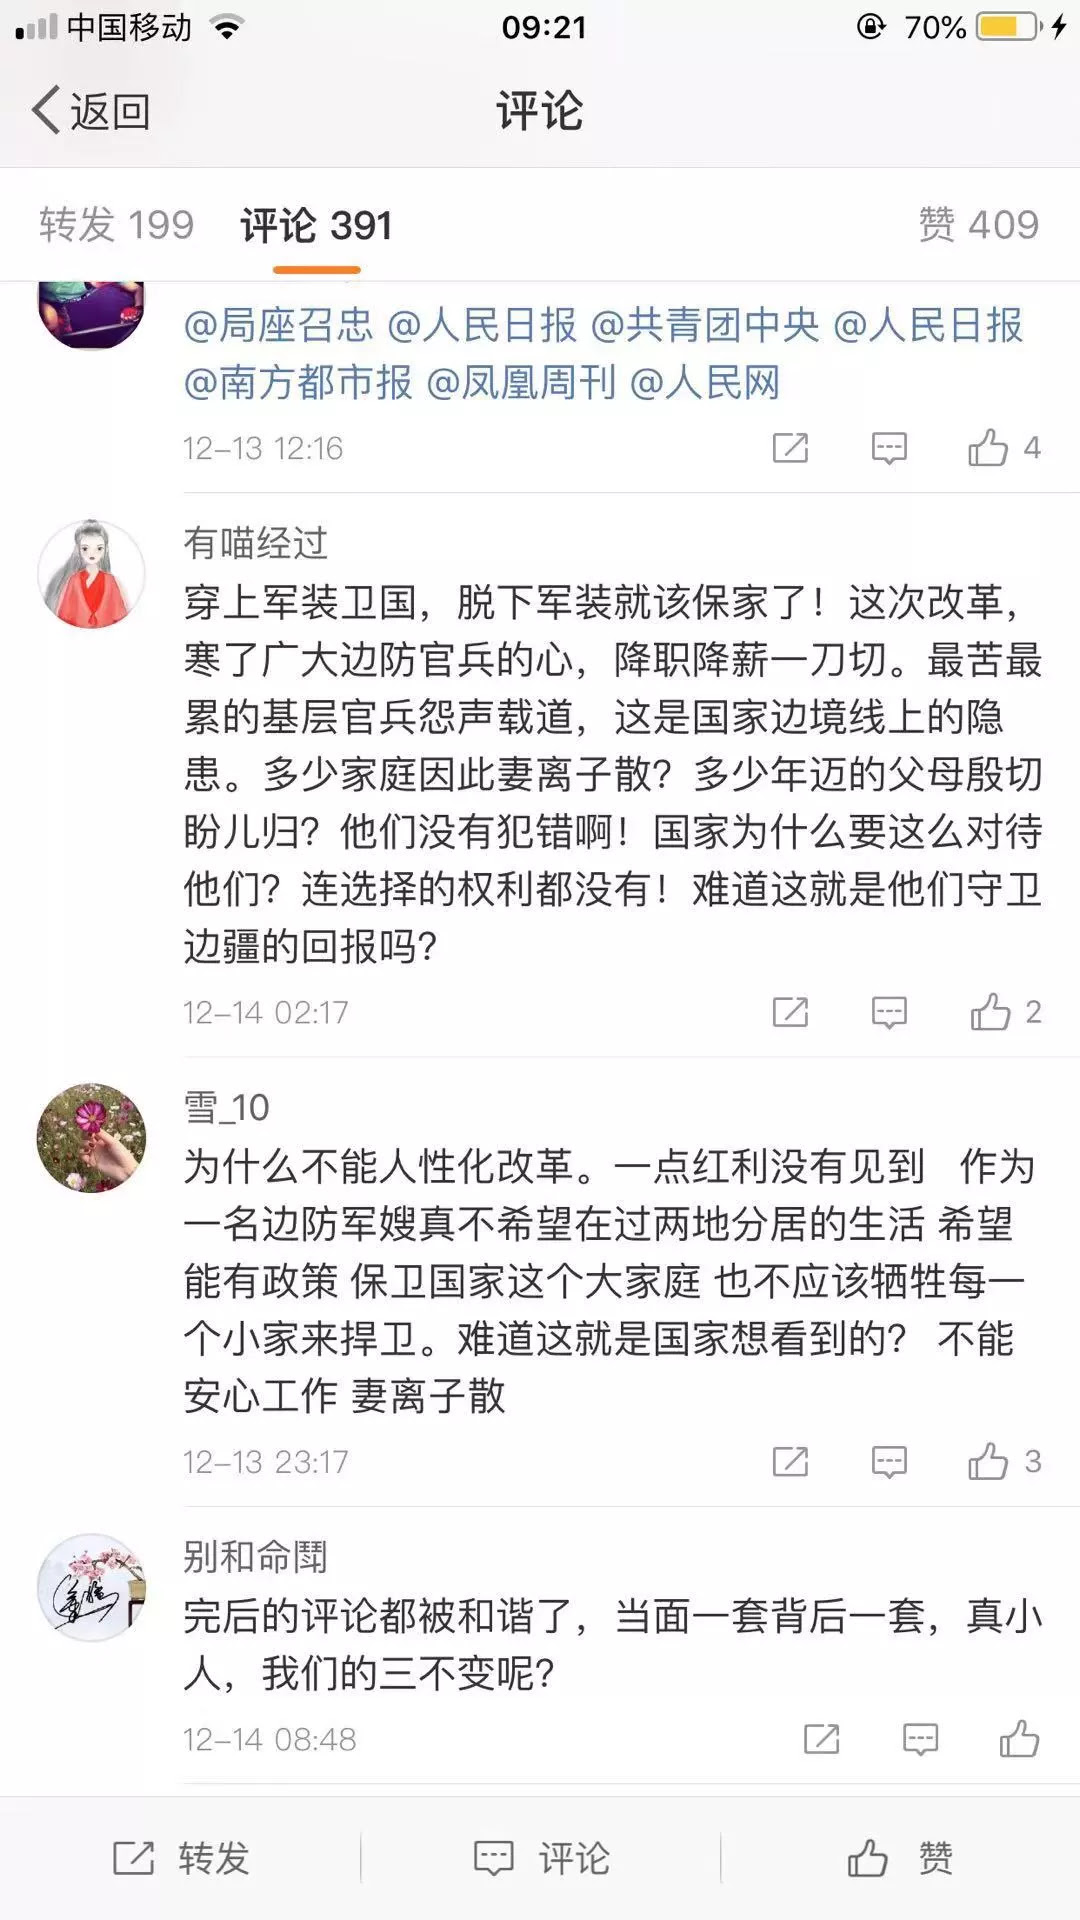 中国移动 09:21 70%
返回 评论
转发 199 评论 391 赞 409
@局座召忠 @人民日报 @共青团中央 @人民日报
@南方都市报 @凤凰周刊 @人民网
12-13 12:16 4
有喵经过
穿上军装卫国，脱下军装就该保家了！这次改革，
寒了广大边防官兵的心，降职降薪一刀切。最苦最
累的基层官兵怨声载道，这是国家边境线上的隐
患。多少家庭因此妻离子散？多少年迈的父母殷切
盼儿归？他们没有犯错啊！国家为什么要这么对待
他们？连选择的权利都没有！难道这就是他们守卫
边疆的回报吗？
12-14 02:17 2
雪_10
为什么不能人性化改革。一点红利没有见到 作为
一名边防军嫂真不希望在过两地分居的生活 希望
能有政策 保卫国家这个大家庭 也不应该牺牲每一
个小家来捍卫。难道这就是国家想看到的？ 不能
安心工作 妻离子散
12-13 23:17 3
别和命鬪
完后的评论都被和谐了，当面一套背后一套，真小
人，我们的三不变呢？
12-14 08:48
转发 评论 赞